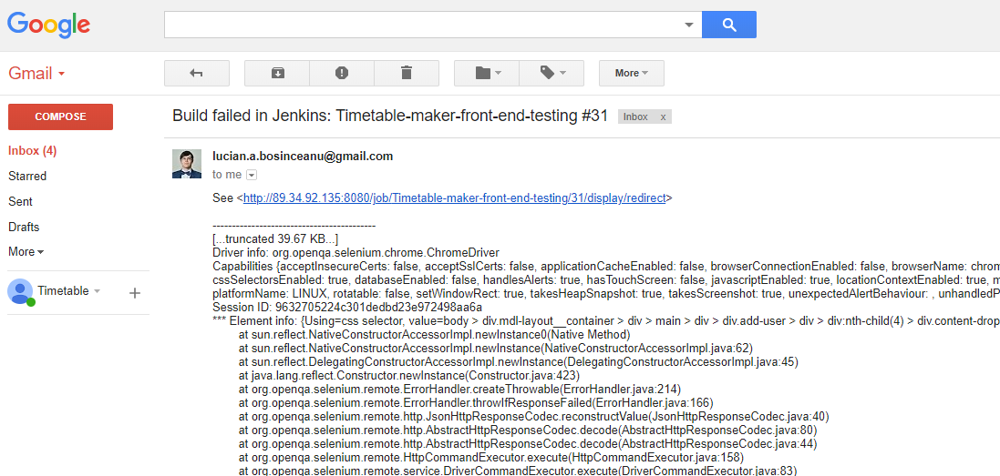 Google
Gmail
More
COMPOSE
Build failed in Jenkins: Timetable-maker-front-end-testing #31 Inbox x
Inbox (4)
Starred
Sent
Drafts
More
Timetable
lucian.a.bosinceanu@gmail.com
to me
See <http://89.34.92.135:8080/job/Timetable-maker-front-end-testing/31/display/redirect>
------------------------------------------
[...truncated 39.67 KB...]
Driver info: org.openqa.selenium.chrome.ChromeDriver
Capabilities {acceptInsecureCerts: false, acceptSslCerts: false, applicationCacheEnabled: false, browserConnectionEnabled: false, browserName: chrom
cssSelectorsEnabled: true, databaseEnabled: false, handlesAlerts: true, hasTouchScreen: false, javascriptEnabled: true, locationContextEnabled: true, m
platformName: LINUX, rotatable: false, setWindowRect: true, takesHeapSnapshot: true, takesScreenshot: true, unexpectedAlertBehaviour: , unhandledP
Session ID: 9632705224c301dedbd23e972498aa6a
*** Element info: {Using=css selector, value=body > div.mdl-layout__container > div > main > div > div.add-user > div > div:nth-child(4) > div.content-drop
at sun.reflect.NativeConstructorAccessorImpl.newInstance0(Native Method)
at sun.reflect.NativeConstructorAccessorImpl.newInstance(NativeConstructorAccessorImpl.java:62)
at sun.reflect.DelegatingConstructorAccessorImpl.newInstance(DelegatingConstructorAccessorImpl.java:45)
at java.lang.reflect.Constructor.newInstance(Constructor.java:423)
at org.openqa.selenium.remote.ErrorHandler.createThrowable(ErrorHandler.java:214)
at org.openqa.selenium.remote.ErrorHandler.throwIfResponseFailed(ErrorHandler.java:166)
at org.openqa.selenium.remote.http.JsonHttpResponseCodec.reconstructValue(JsonHttpResponseCodec.java:40)
at org.openqa.selenium.remote.http.AbstractHttpResponseCodec.decode(AbstractHttpResponseCodec.java:80)
at org.openqa.selenium.remote.http.AbstractHttpResponseCodec.decode(AbstractHttpResponseCodec.java:44)
at org.openqa.selenium.remote.HttpCommandExecutor.execute(HttpCommandExecutor.java:158)
at org.openqa.selenium.remote.service.DriverCommandExecutor.execute(DriverCommandExecutor.java:83)